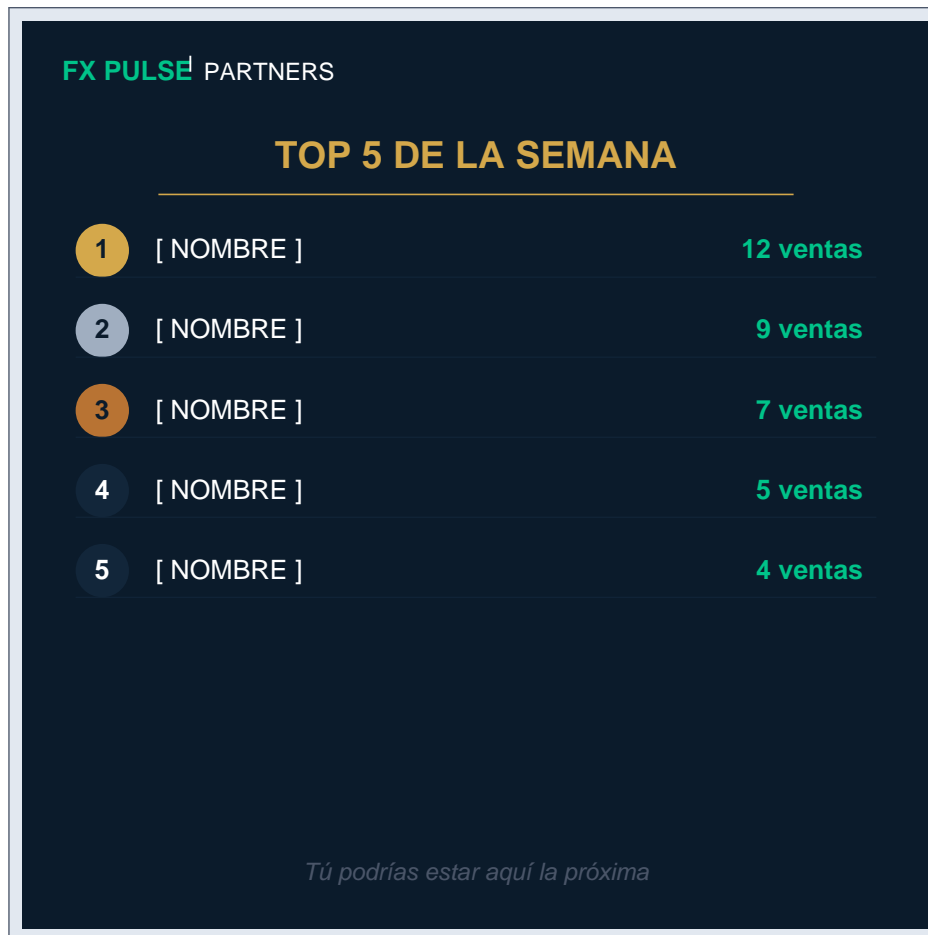 FX PULSE | PARTNERS
TOP 5 DE LA SEMANA
1 [ NOMBRE ] 12 ventas
2 [ NOMBRE ] 9 ventas
3 [ NOMBRE ] 7 ventas
4 [ NOMBRE ] 5 ventas
5 [ NOMBRE ] 4 ventas
Tú podrías estar aquí la próxima